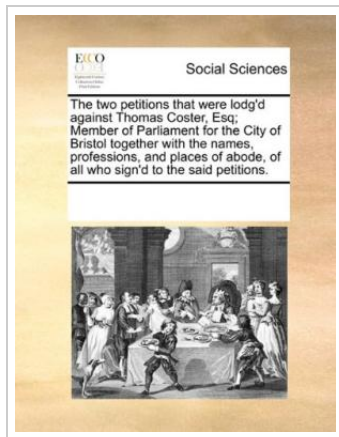 ECCO
Social Sciences
The two petitions that were lodg'd
against Thomas Coster, Esq;
Member of Parliament for the City of
Bristol together with the names,
professions, and places of abode, of
all who sign'd to the said petitions.